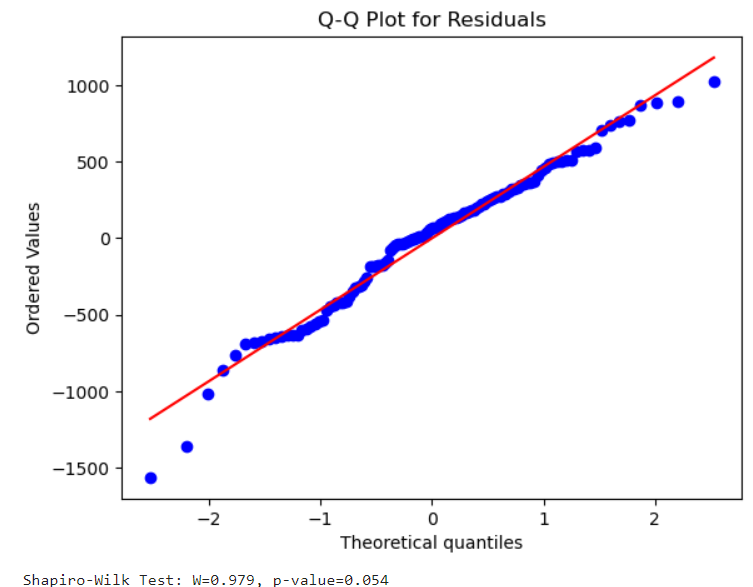 Q-Q Plot for Residuals
1000
500
0
−500
−1000
−1500
Ordered Values
−2
−1
0
1
2
Theoretical quantiles
Shapiro-Wilk Test: W=0.979, p-value=0.054